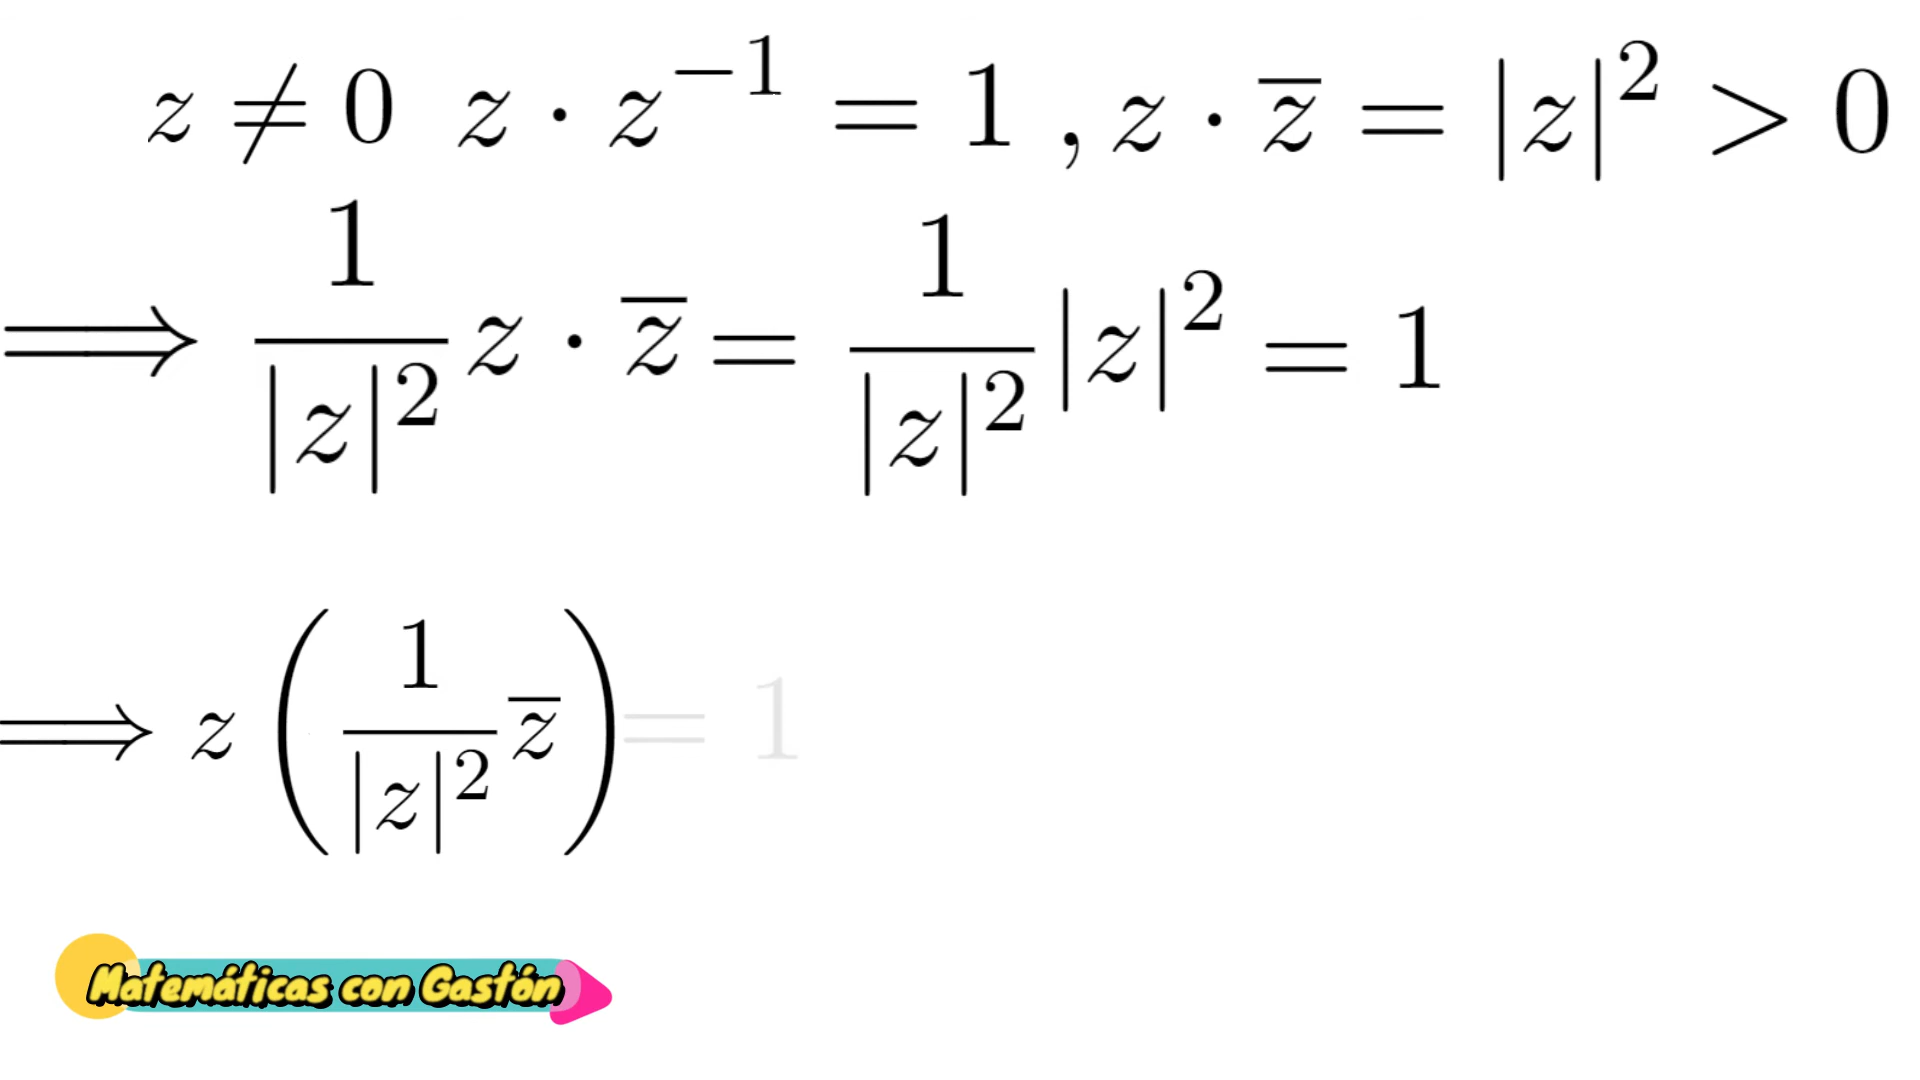 z ≠ 0 z · z⁻¹ = 1 , z · z̅ = |z|² > 0
⟹ 1/|z|² z · z̅ = 1/|z|² |z|² = 1
⟹ z (1/|z|² z̅) = 1
Matemáticas con Gastón